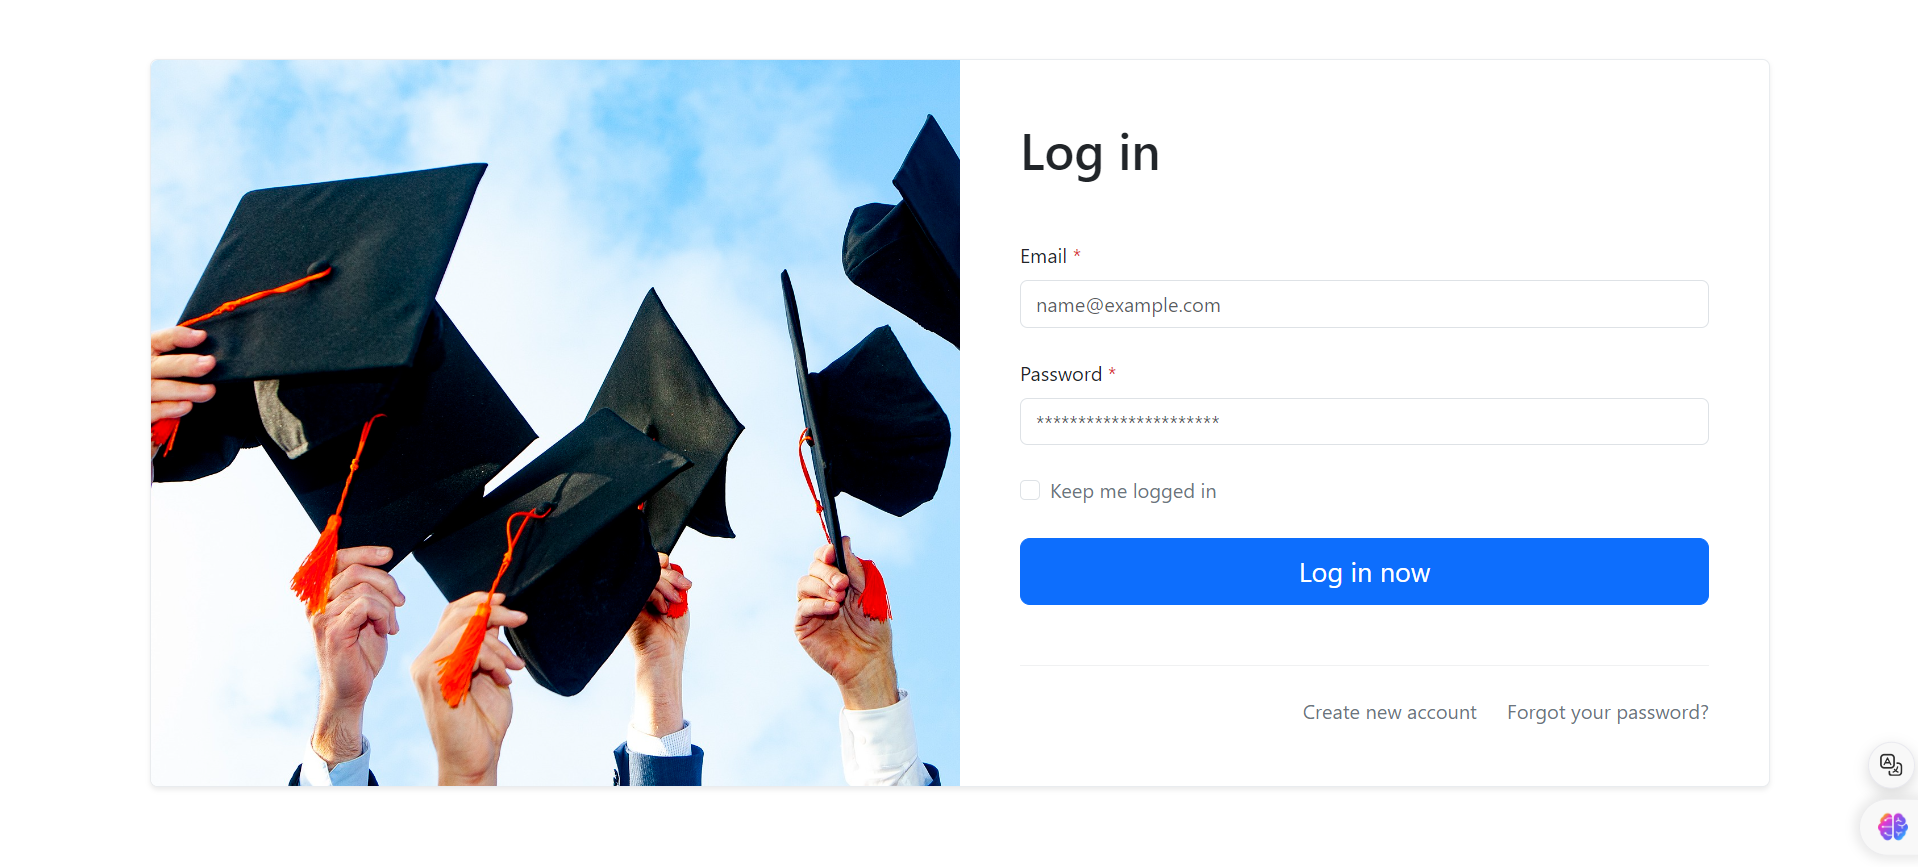 Log in
Email *
name@example.com
Password *
**********************
Keep me logged in
Log in now
Create new account Forgot your password?